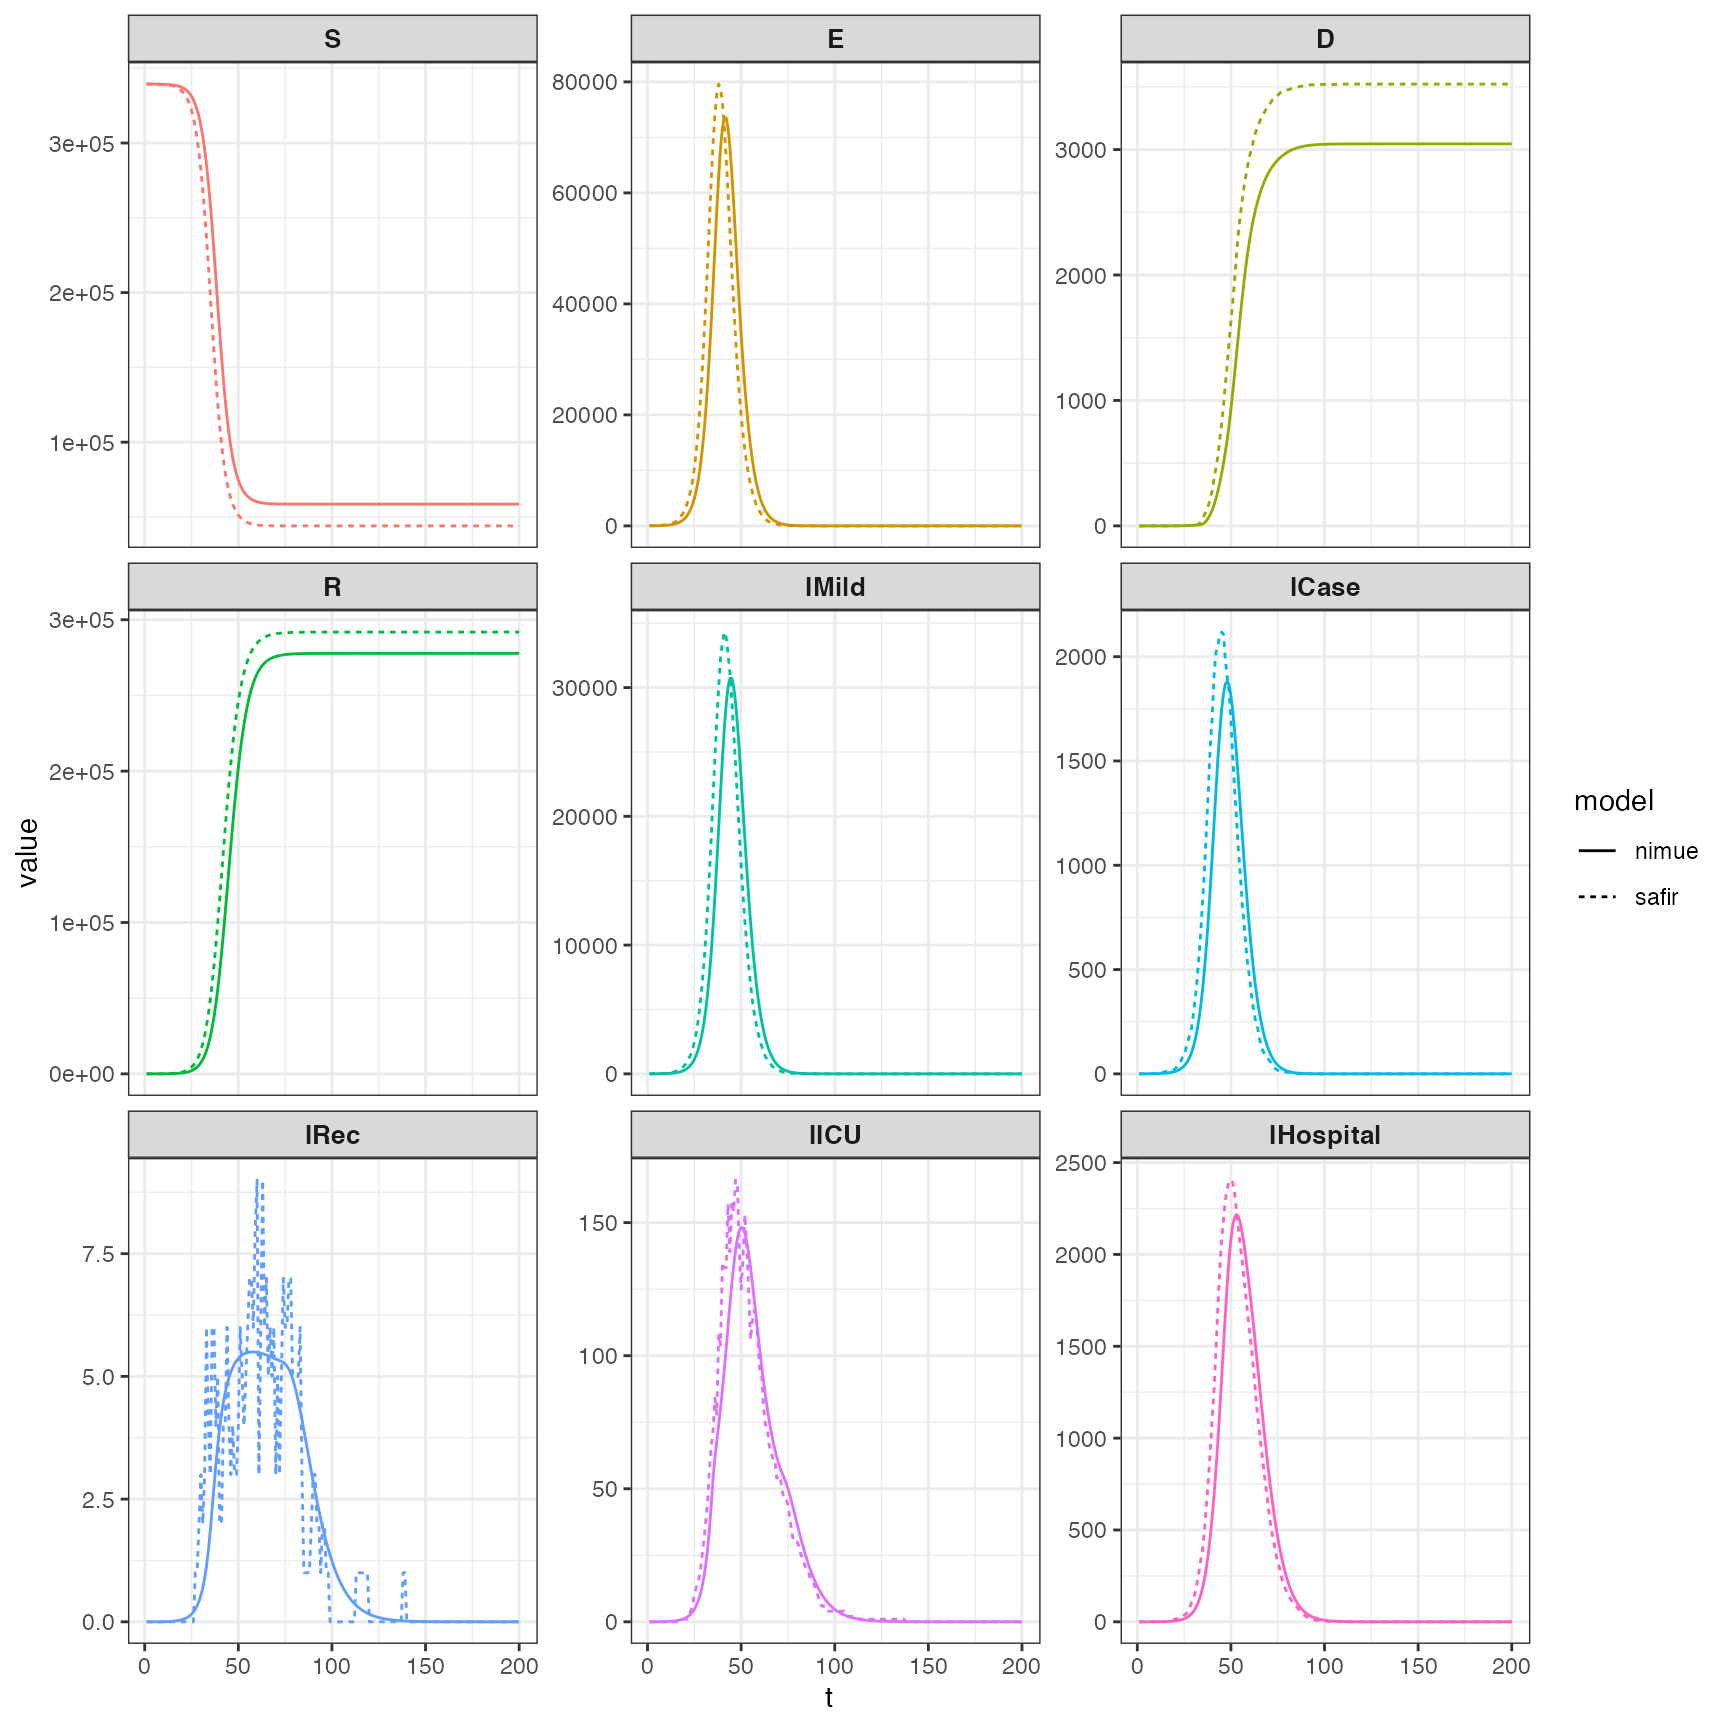 S
E
D
3e+05
2e+05
1e+05
80000
60000
40000
20000
0
3000
2000
1000
0
R
IMild
ICase
3e+05
2e+05
1e+05
0e+00
30000
20000
10000
0
2000
1500
1000
500
0
IRec
IICU
IHospital
7.5
5.0
2.5
0.0
150
100
50
0
2500
2000
1500
1000
500
0
0 50 100 150 200
0 50 100 150 200
0 50 100 150 200
t
value
model
nimue
safir